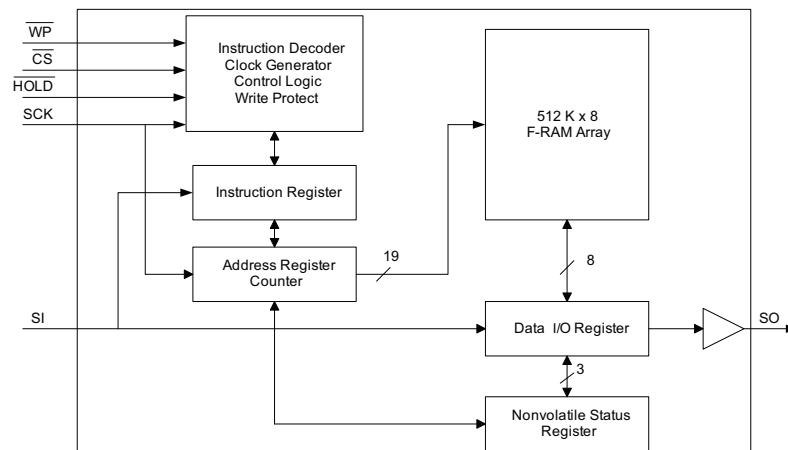 WP
CS
HOLD
SCK
Instruction Decoder
Clock Generator
Control Logic
Write Protect
512 K x 8
F-RAM Array
Instruction Register
Address Register
Counter
19
8
SI
Data I/O Register
SO
3
Nonvolatile Status
Register